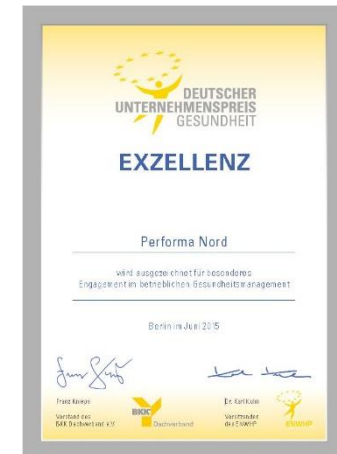 DEUTSCHER
UNTERNEHMENSPREIS
GESUNDHEIT
EXZELLENZ
Performa Nord
wird ausgezeichnet für besonderes
Engagement im betrieblichen Gesundheitsmanagement
Berlin im Juni 2015
Franz Knieps
Dr. Karl Kuhn
Vorstand des
BKK Dachverband e.V.
BKK
Dachverband
Vorsitzender
des ENWHP
ENWHP